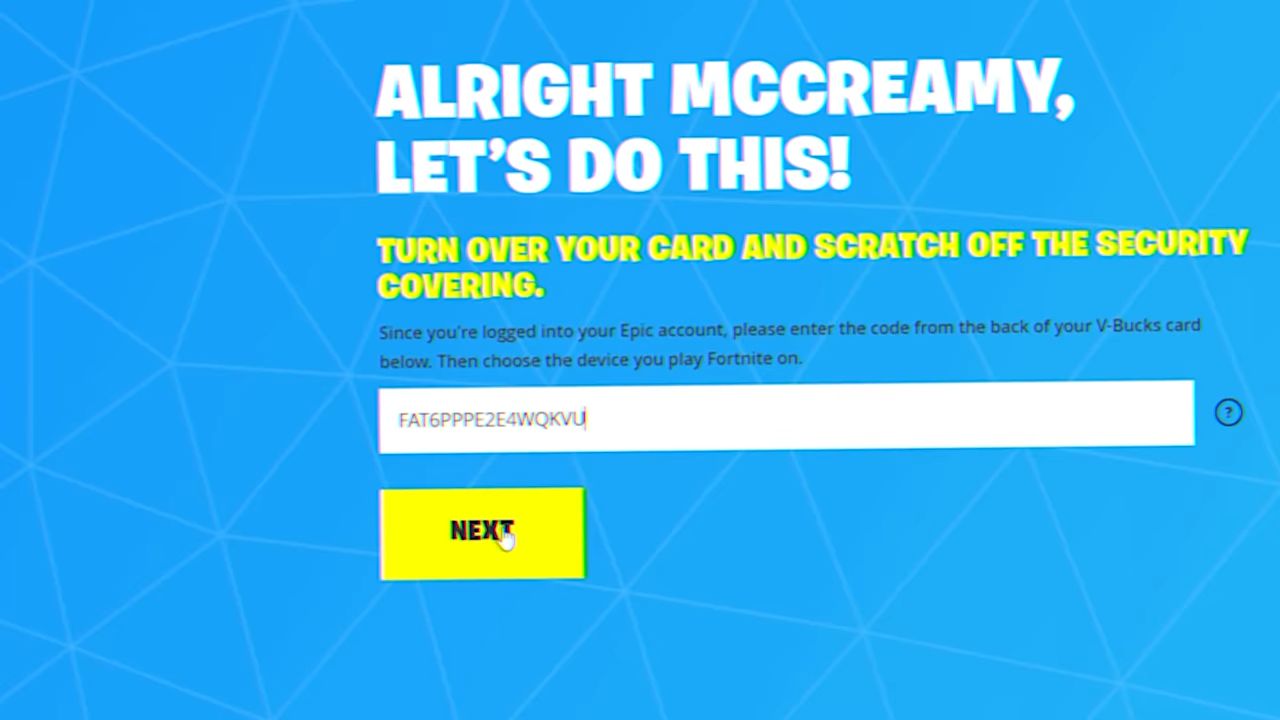 ALRIGHT MCCREAMY,
LET'S DO THIS!
TURN OVER YOUR CARD AND SCRATCH OFF THE SECURITY
COVERING.
Since you're logged into your Epic account, please enter the code from the back of your V-Bucks card
below. Then choose the device you play Fortnite on.
FAT6PPPE2E4WQKVU
?
NEXT